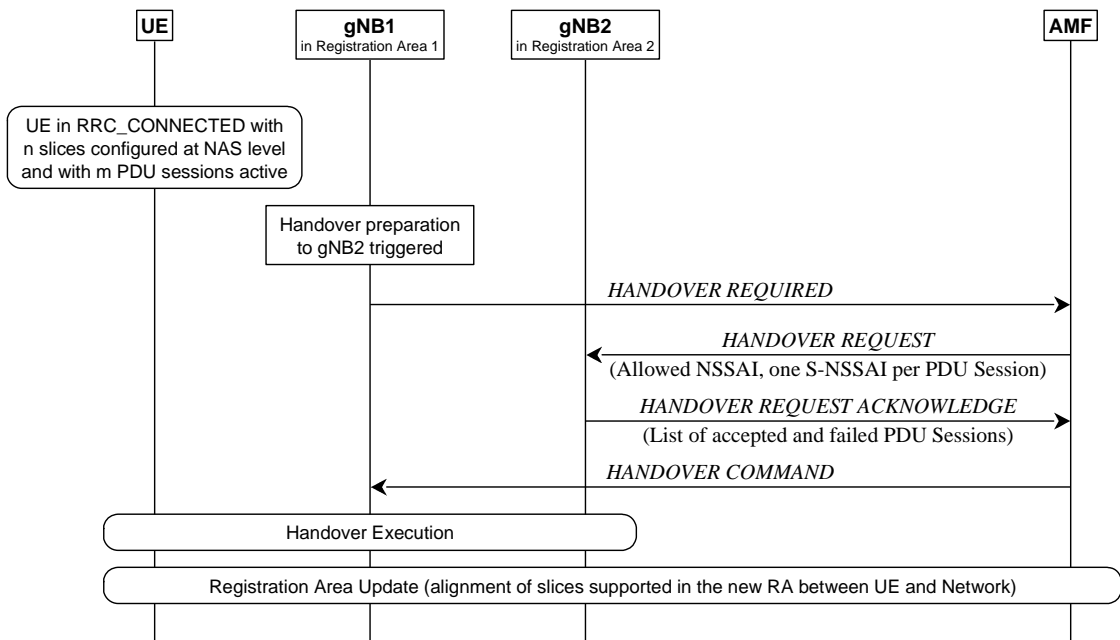 UE
gNB1
in Registration Area 1
gNB2
in Registration Area 2
AMF
UE in RRC_CONNECTED with
n slices configured at NAS level
and with m PDU sessions active
Handover preparation
to gNB2 triggered
HANDOVER REQUIRED
HANDOVER REQUEST
(Allowed NSSAI, one S-NSSAI per PDU Session)
HANDOVER REQUEST ACKNOWLEDGE
(List of accepted and failed PDU Sessions)
HANDOVER COMMAND
Handover Execution
Registration Area Update (alignment of slices supported in the new RA between UE and Network)